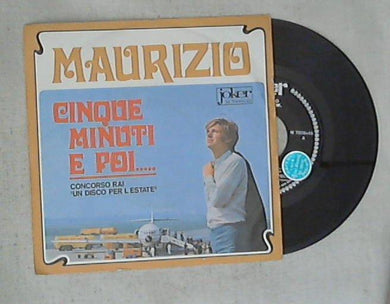 MAURIZIO
joker
CINQUE
MINUTI
E POI.....
CONCORSO RAI
"UN DISCO PER L'ESTATE"